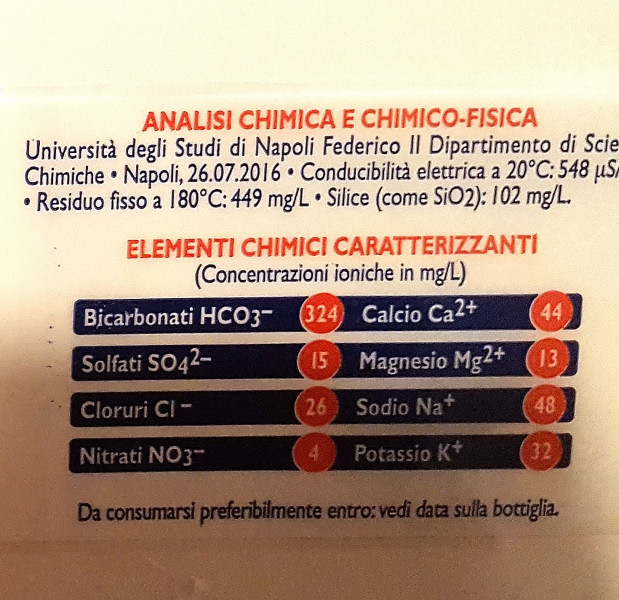 ANALISI CHIMICA E CHIMICO-FISICA
Università degli Studi di Napoli Federico II Dipartimento di Scie
Chimiche • Napoli, 26.07.2016 • Conducibilità elettrica a 20°C: 548 µS/
• Residuo fisso a 180°C: 449 mg/L • Silice (come SiO2): 102 mg/L.
ELEMENTI CHIMICI CARATTERIZZANTI
(Concentrazioni ioniche in mg/L)
Bicarbonati HCO3− 324 Calcio Ca2+ 44
Solfati SO42− 15 Magnesio Mg2+ 13
Cloruri Cl − 26 Sodio Na+ 48
Nitrati NO3− 4 Potassio K+ 32
Da consumarsi preferibilmente entro: vedi data sulla bottiglia.